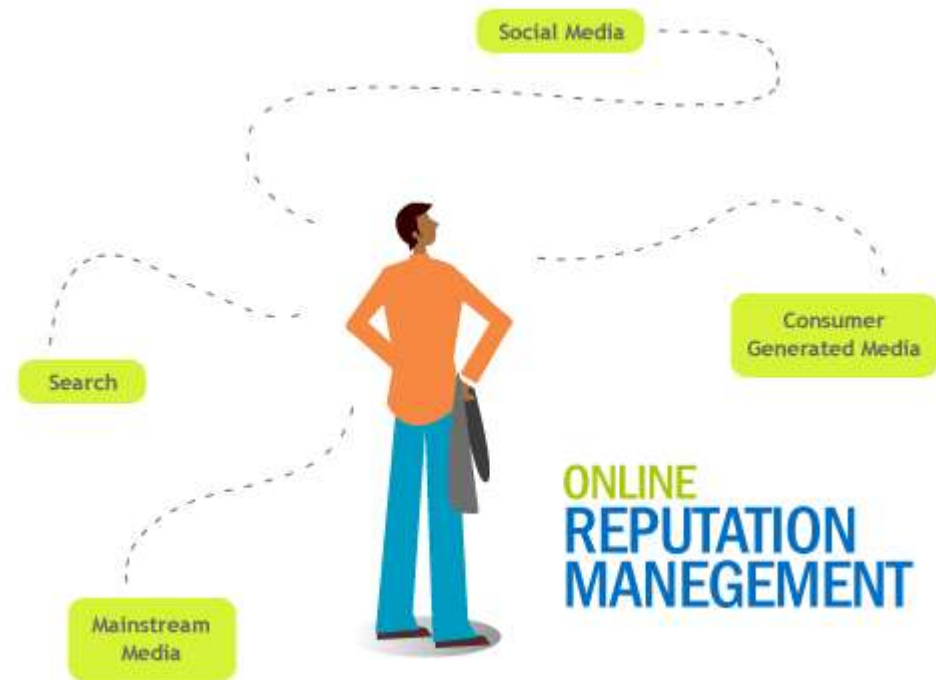 Social Media
Consumer
Generated Media
Search
Mainstream
Media
ONLINE
REPUTATION
MANEGEMENT